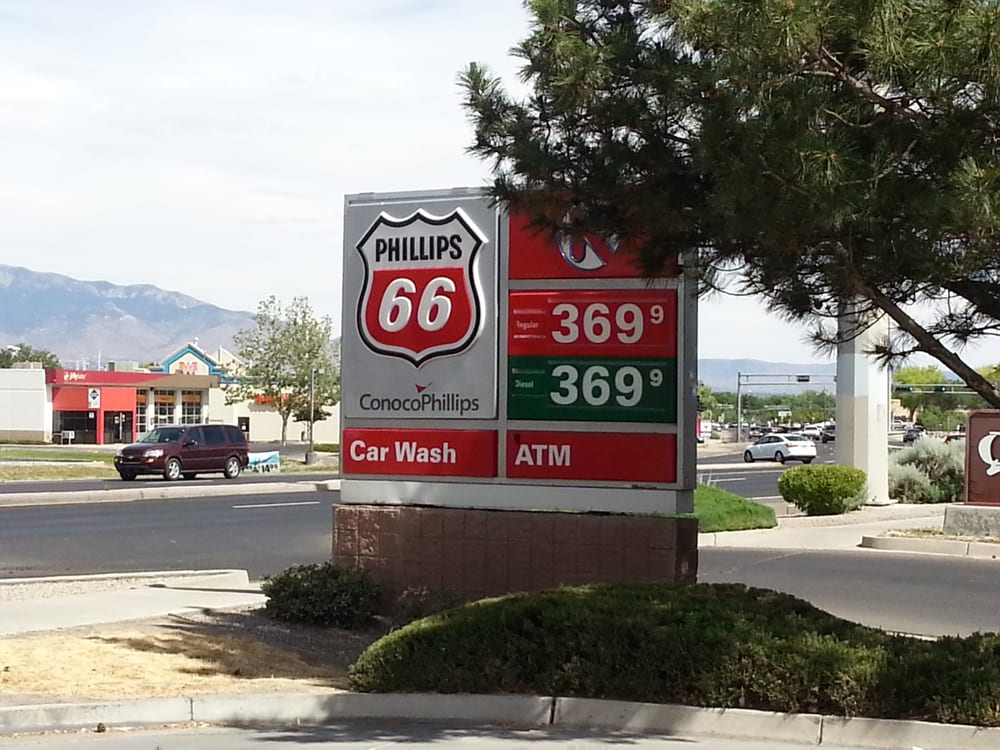 PHILLIPS
66
ConocoPhillips
Regular
369 9
Diesel
369 9
Car Wash
ATM